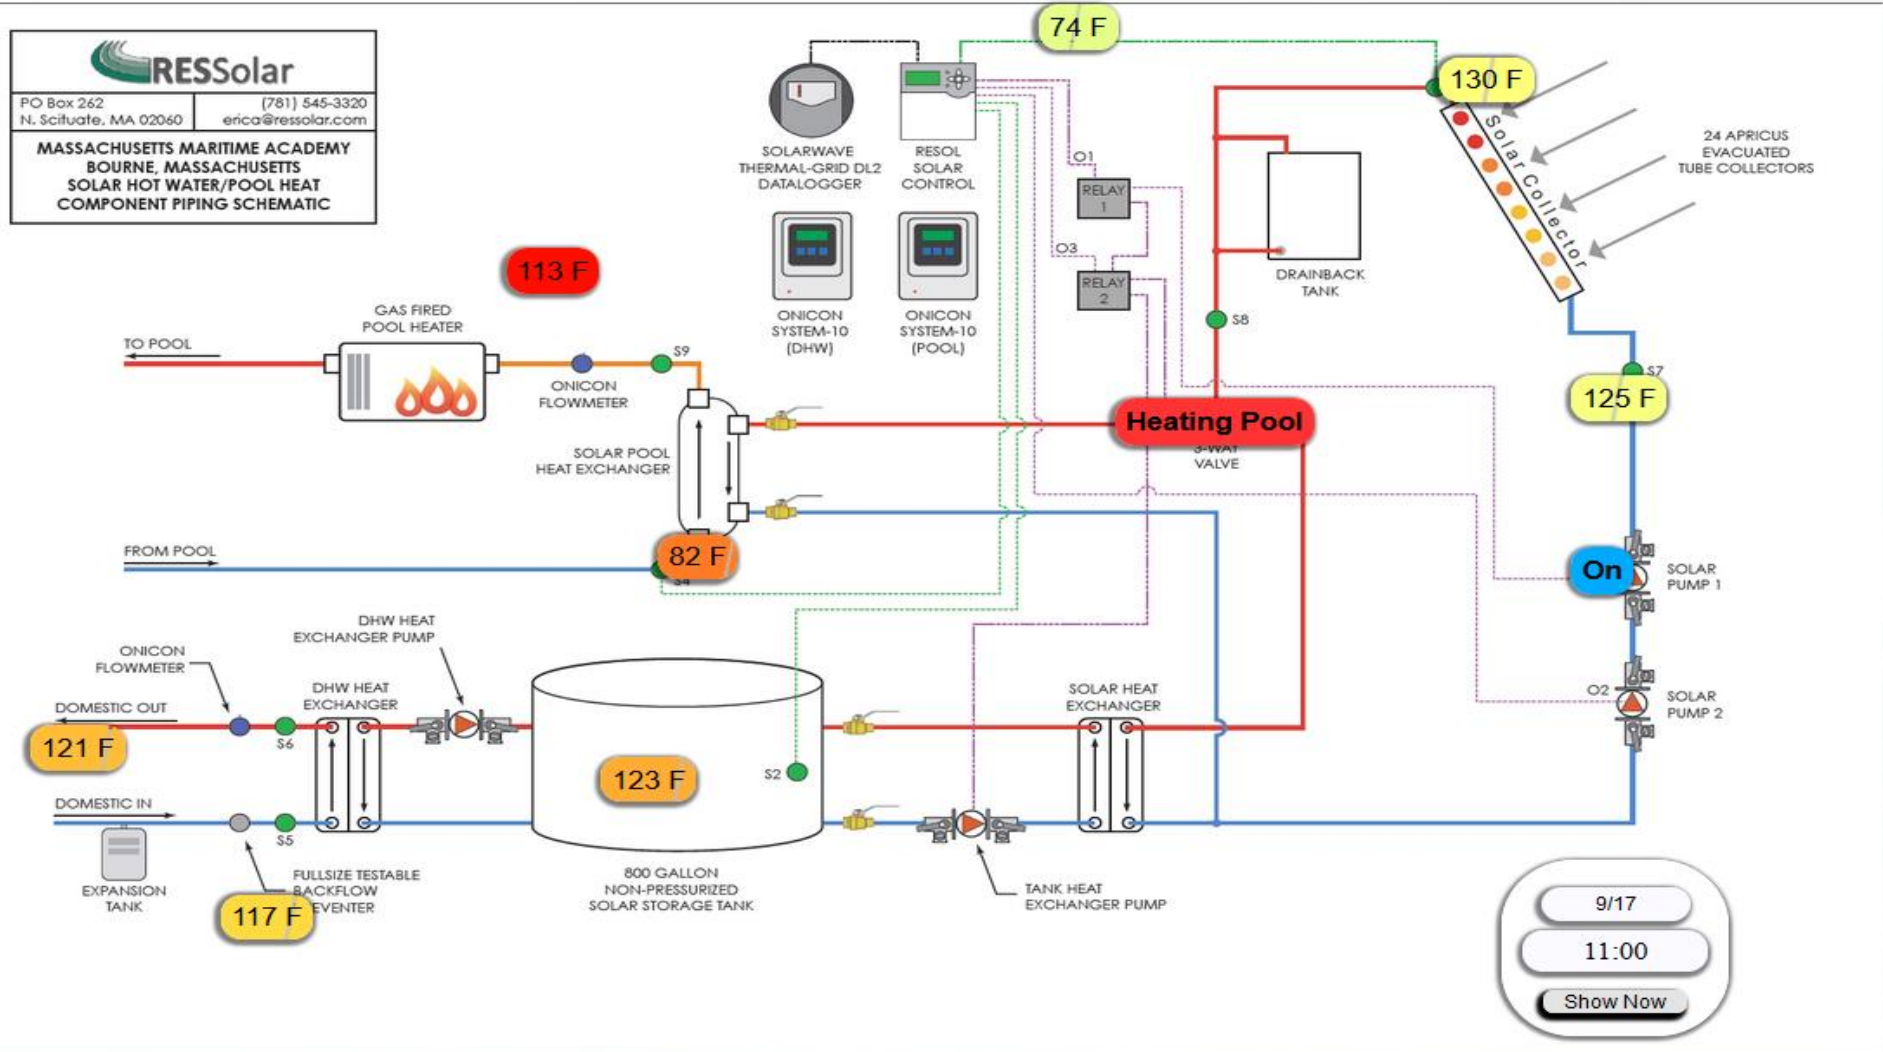 74 F
RESSolar
PO Box 262
N. Scituate, MA 02060
(781) 545-3320
erica@ressolar.com
MASSACHUSETTS MARITIME ACADEMY
BOURNE, MASSACHUSETTS
SOLAR HOT WATER/POOL HEAT
COMPONENT PIPING SCHEMATIC
SOLARWAVE
THERMAL-GRID DL2
DATALOGGER
RESOL
SOLAR
CONTROL
130 F
Solar Collector
24 APRICUS
EVACUATED
TUBE COLLECTORS
O1
RELAY
1
O3
RELAY
2
DRAINBACK
TANK
S8
ONICON
SYSTEM-10
(DHW)
ONICON
SYSTEM-10
(POOL)
113 F
GAS FIRED
POOL HEATER
TO POOL
S9
ONICON
FLOWMETER
S7
125 F
Heating Pool
3-WAY
VALVE
SOLAR POOL
HEAT EXCHANGER
FROM POOL
82 F
S4
On
SOLAR
PUMP 1
DHW HEAT
EXCHANGER PUMP
ONICON
FLOWMETER
DHW HEAT
EXCHANGER
SOLAR HEAT
EXCHANGER
O2
SOLAR
PUMP 2
DOMESTIC OUT
121 F
S6
123 F
S2
DOMESTIC IN
S5
EXPANSION
TANK
FULLSIZE TESTABLE
BACKFLOW
EVENTER
117 F
800 GALLON
NON-PRESSURIZED
SOLAR STORAGE TANK
TANK HEAT
EXCHANGER PUMP
9/17
11:00
Show Now